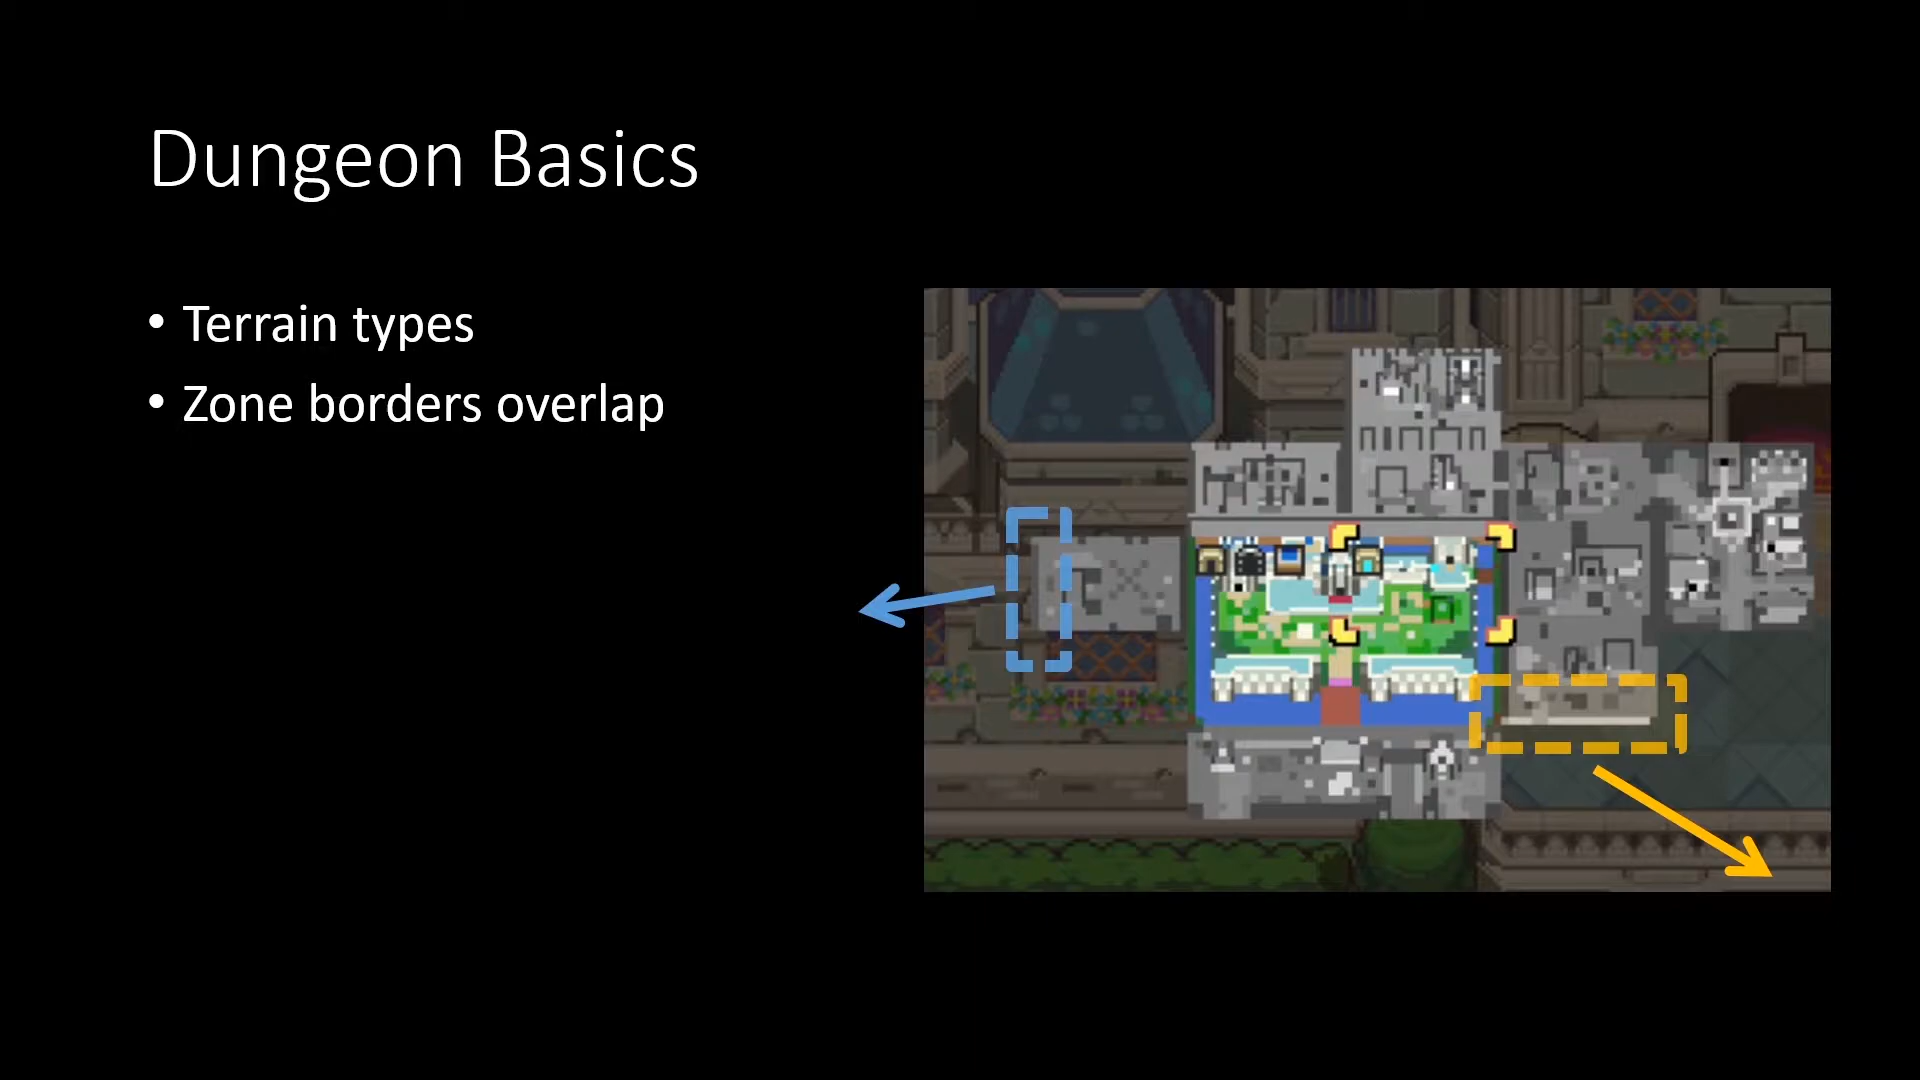 Dungeon Basics
• Terrain types
• Zone borders overlap